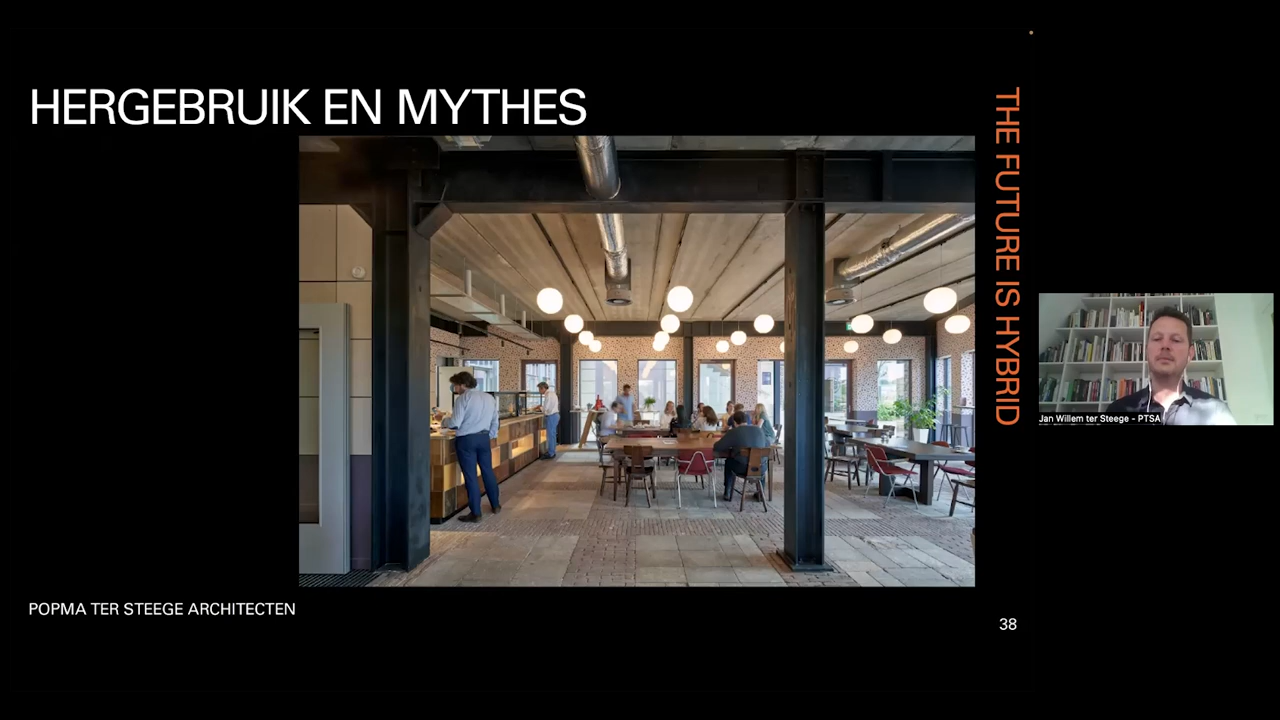 HERGEBRUIK EN MYTHES
THE FUTURE IS HYBRID
Jan Willem ter Steege - PTSA
POPMA TER STEEGE ARCHITECTEN
38